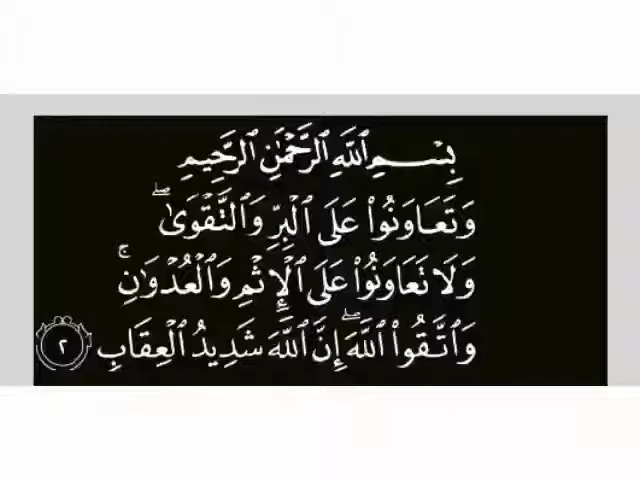 بِسْمِ ٱللَّهِ ٱلرَّحْمَٰنِ ٱلرَّحِيمِ
وَتَعَاوَنُوا۟ عَلَى ٱلْبِرِّ وَٱلتَّقْوَىٰ ۖ
وَلَا تَعَاوَنُوا۟ عَلَى ٱلْإِثْمِ وَٱلْعُدْوَٰنِ ۚ
وَٱتَّقُوا۟ ٱللَّهَ ۖ إِنَّ ٱللَّهَ شَدِيدُ ٱلْعِقَابِ ٢